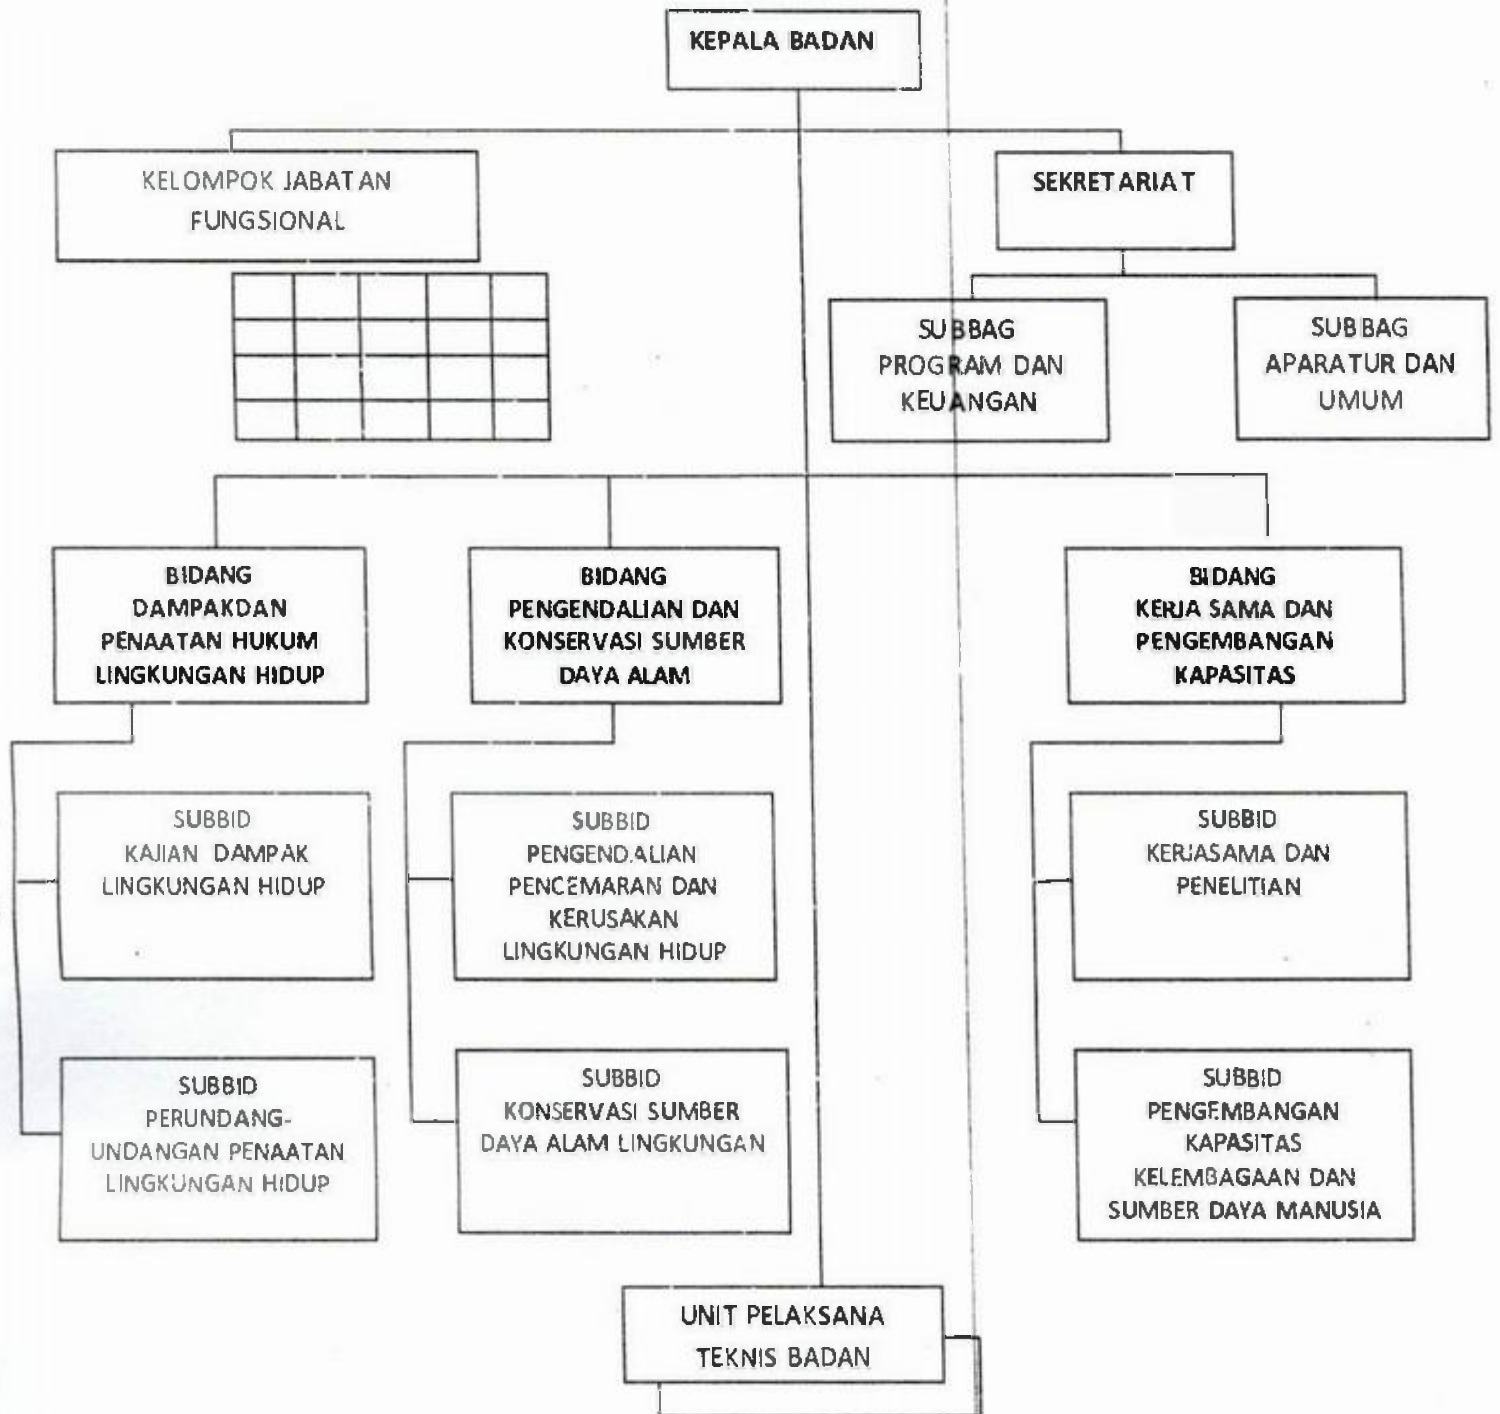 KEPALA BADAN
KELOMPOK JABATAN
FUNGSIONAL
SEKRETARIAT
SUBBAG
PROGRAM DAN
KEUANGAN
SUBBAG
APARATUR DAN
UMUM
BIDANG
DAMPAKDAN
PENAATAN HUKUM
LINGKUNGAN HIDUP
BIDANG
PENGENDALIAN DAN
KONSERVASI SUMBER
DAYA ALAM
BIDANG
KERJA SAMA DAN
PENGEMBANGAN
KAPASITAS
SUBBID
KAJIAN DAMPAK
LINGKUNGAN HIDUP
SUBBID
PENGENDALIAN
PENCEMARAN DAN
KERUSAKAN
LINGKUNGAN HIDUP
SUBBID
KERJASAMA DAN
PENELITIAN
SUBBID
PERUNDANG-
UNDANGAN PENAATAN
LINGKUNGAN HIDUP
SUBBID
KONSERVASI SUMBER
DAYA ALAM LINGKUNGAN
SUBBID
PENGEMBANGAN
KAPASITAS
KELEMBAGAAN DAN
SUMBER DAYA MANUSIA
UNIT PELAKSANA
TEKNIS BADAN